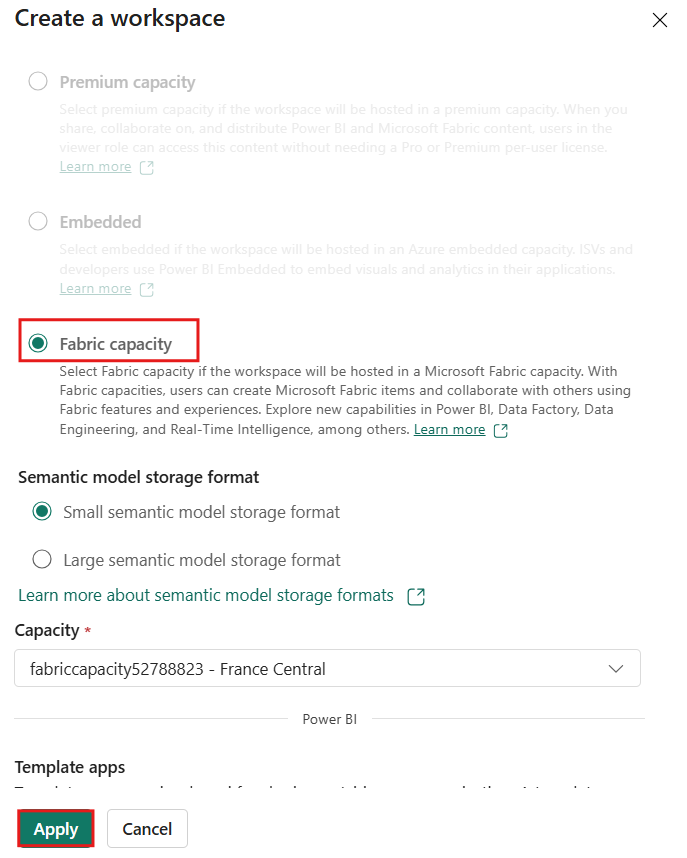 Create a workspace
Premium capacity
Select premium capacity if the workspace will be hosted in a premium capacity. When you
share, collaborate on, and distribute Power BI and Microsoft Fabric content, users in the
viewer role can access this content without needing a Pro or Premium per-user license.
Learn more
Embedded
Select embedded if the workspace will be hosted in an Azure embedded capacity. ISVs and
developers use Power BI Embedded to embed visuals and analytics in their applications.
Learn more
Fabric capacity
Select Fabric capacity if the workspace will be hosted in a Microsoft Fabric capacity. With
Fabric capacities, users can create Microsoft Fabric items and collaborate with others using
Fabric features and experiences. Explore new capabilities in Power BI, Data Factory, Data
Engineering, and Real-Time Intelligence, among others. Learn more
Semantic model storage format
Small semantic model storage format
Large semantic model storage format
Learn more about semantic model storage formats
Capacity *
fabriccapacity52788823 - France Central
Power BI
Template apps
Apply
Cancel